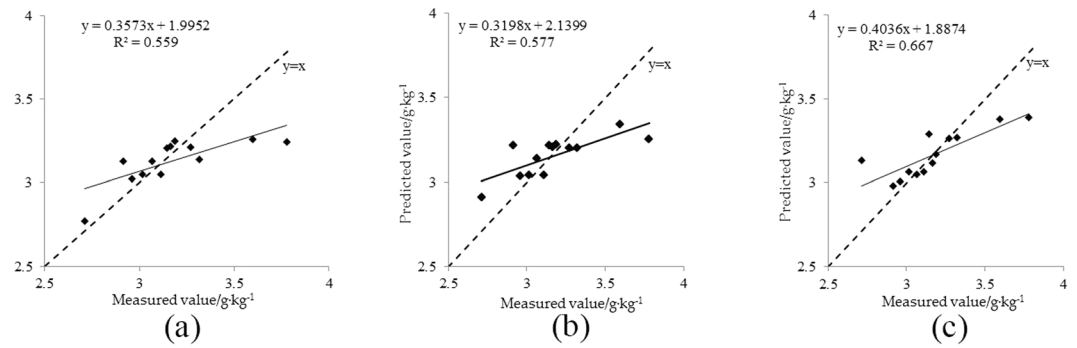 y = 0.3573x + 1.9952
R² = 0.559
y=x
4
3.5
3
2.5
2.5
3
3.5
4
Measured value/g·kg⁻¹
(a)
y = 0.3198x + 2.1399
R² = 0.577
y=x
Predicted value/g·kg⁻¹
4
3.5
3
2.5
2.5
3
3.5
4
Measured value/g·kg⁻¹
(b)
y = 0.4036x + 1.8874
R² = 0.667
y=x
Predicted value/g·kg⁻¹
4
3.5
3
2.5
2.5
3
3.5
4
Measured value/g·kg⁻¹
(c)